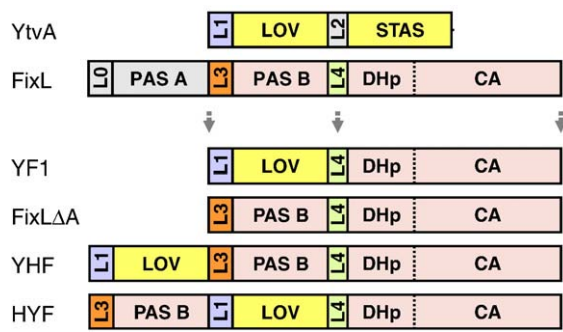 YtvA L1 LOV L2 STAS
FixL L0 PAS A L3 PAS B L4 DHp CA
YF1 L1 LOV L4 DHp CA
FixLΔA L3 PAS B L4 DHp CA
YHF L1 LOV L3 PAS B L4 DHp CA
HYF L3 PAS B L1 LOV L4 DHp CA